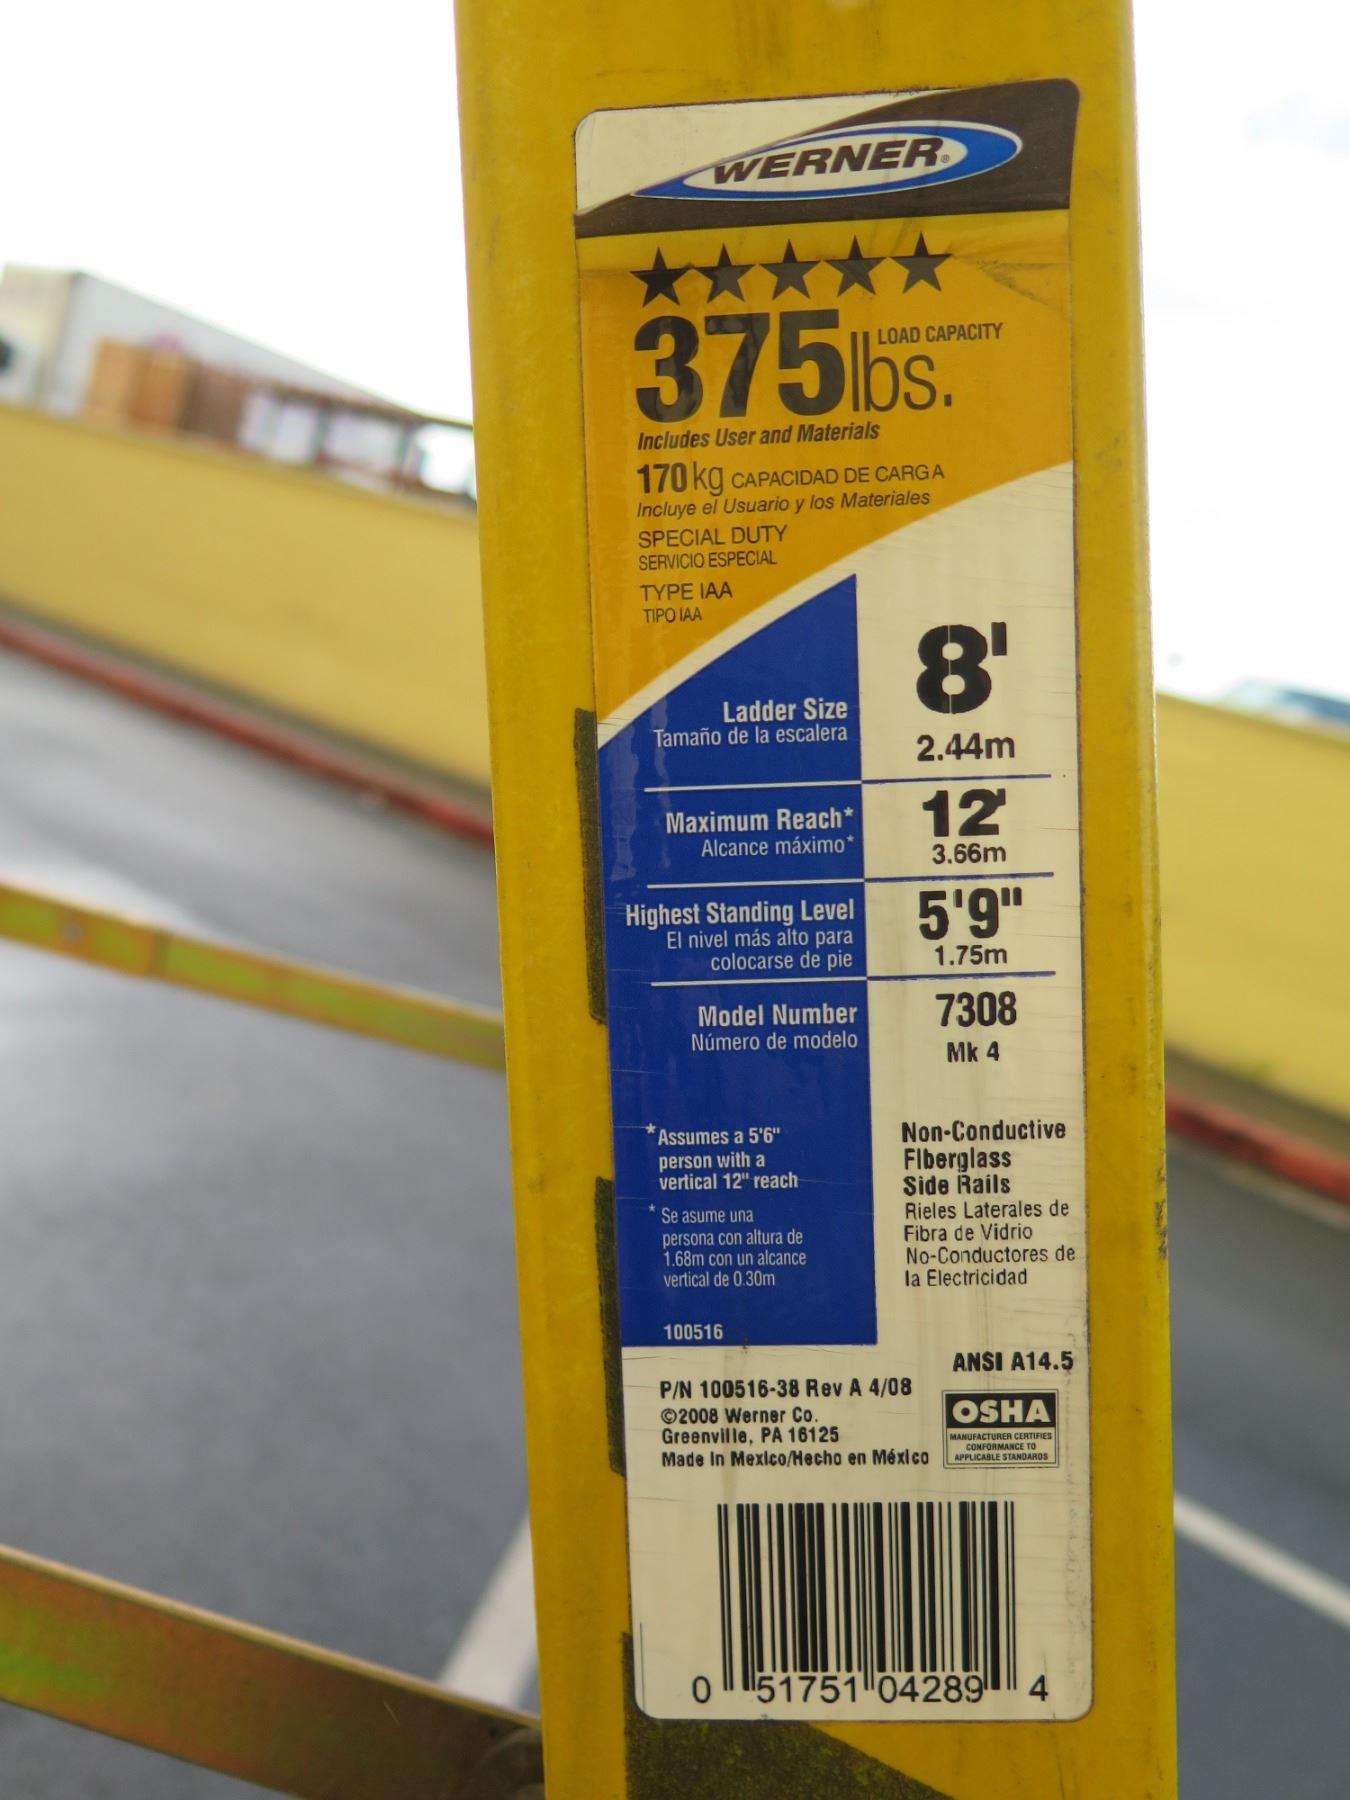 WERNER®
375 lbs. LOAD CAPACITY
Includes User and Materials
170 kg CAPACIDAD DE CARGA
Incluye el Usuario y los Materiales
SPECIAL DUTY
SERVICIO ESPECIAL
TYPE IAA
TIPO IAA
Ladder Size 8'
Tamaño de la escalera 2.44m
Maximum Reach* 12'
Alcance máximo* 3.66m
Highest Standing Level 5'9"
El nivel más alto para
colocarse de pie 1.75m
Model Number 7308
Número de modelo Mk 4
*Assumes a 5'6"
person with a
vertical 12" reach
* Se asume una
persona con altura de
1.68m con un alcance
vertical de 0.30m
100516
Non-Conductive
Fiberglass
Side Rails
Rieles Laterales de
Fibra de Vidrio
No-Conductores de
la Electricidad
ANSI A14.5
P/N 100516-38 Rev A 4/08
©2008 Werner Co.
Greenville, PA 16125
Made in Mexico/Hecho en México
OSHA
MANUFACTURER CERTIFIES
CONFORMANCE TO
APPLICABLE STANDARDS
0 51751 04289 4